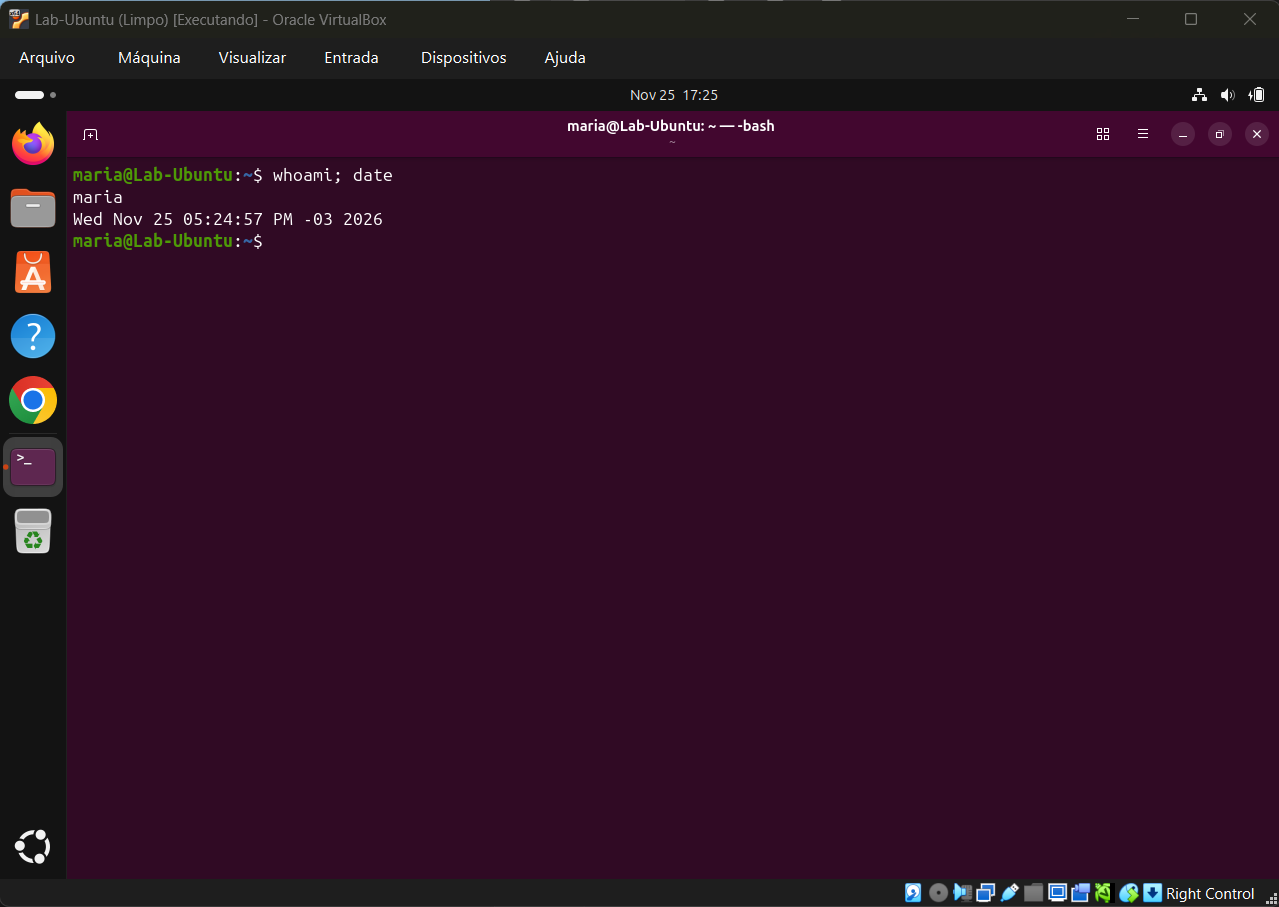 Lab-Ubuntu (Limpo) [Executando] - Oracle VirtualBox
Arquivo Máquina Visualizar Entrada Dispositivos Ajuda
Nov 25 17:25
maria@Lab-Ubuntu: ~ — -bash
~
maria@Lab-Ubuntu:~$ whoami; date
maria
Wed Nov 25 05:24:57 PM -03 2026
maria@Lab-Ubuntu:~$
Right Control